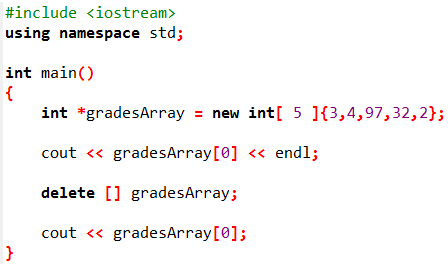 #include <iostream>
using namespace std;
int main()
{
int *gradesArray = new int[ 5 ]{3,4,97,32,2};
cout << gradesArray[0] << endl;
delete [] gradesArray;
cout << gradesArray[0];
}